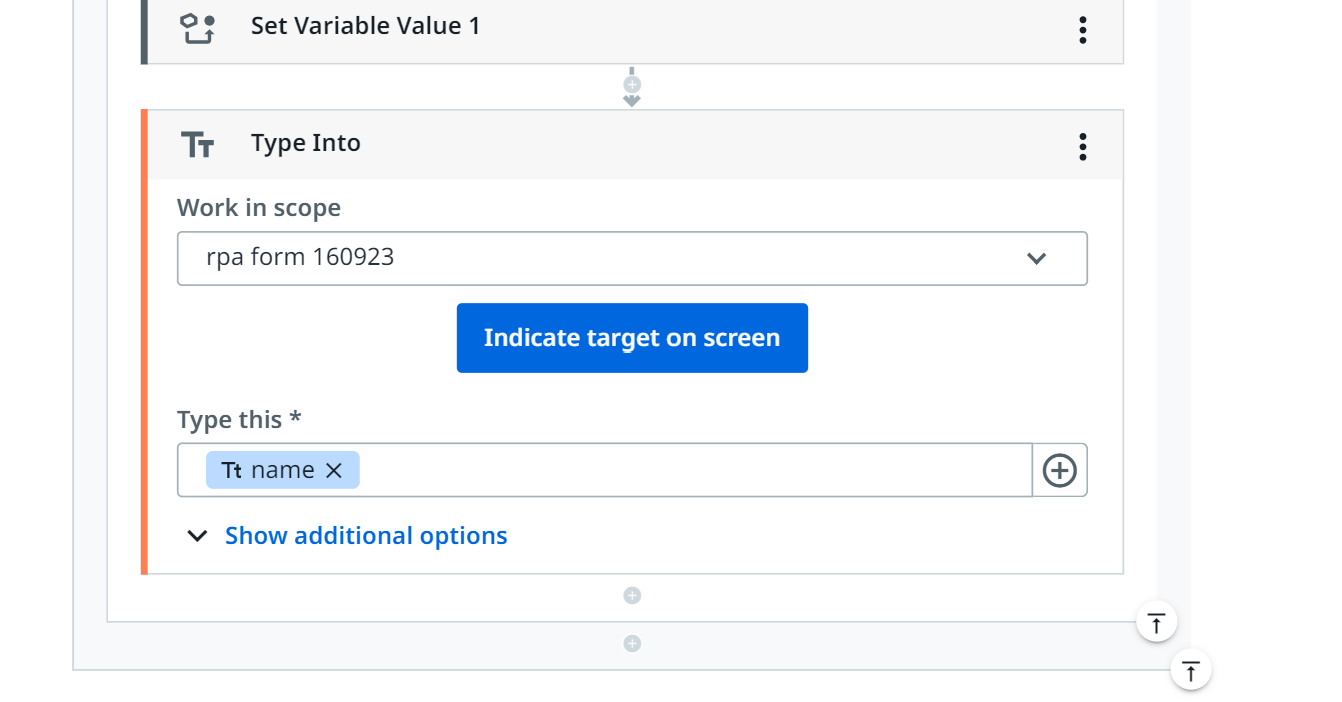 Set Variable Value 1
Type Into
Work in scope
rpa form 160923
Indicate target on screen
Type this *
Tt name
Show additional options